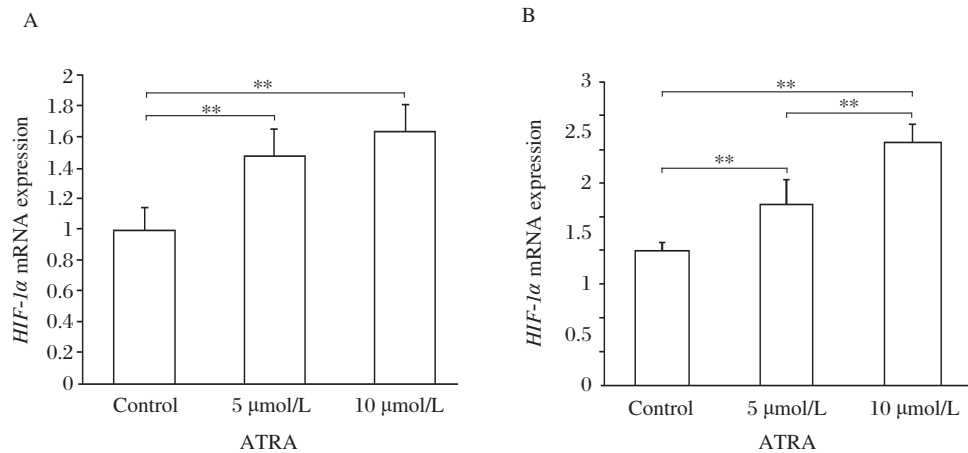 A
HIF-1α mRNA expression
2
1.8
1.6
1.4
1.2
1
0.8
0.6
0.4
0.2
0
**
**
Control
5 μmol/L
10 μmol/L
ATRA
B
HIF-1α mRNA expression
3
2.5
2
1.5
1
0.5
0
**
**
**
Control
5 μmol/L
10 μmol/L
ATRA